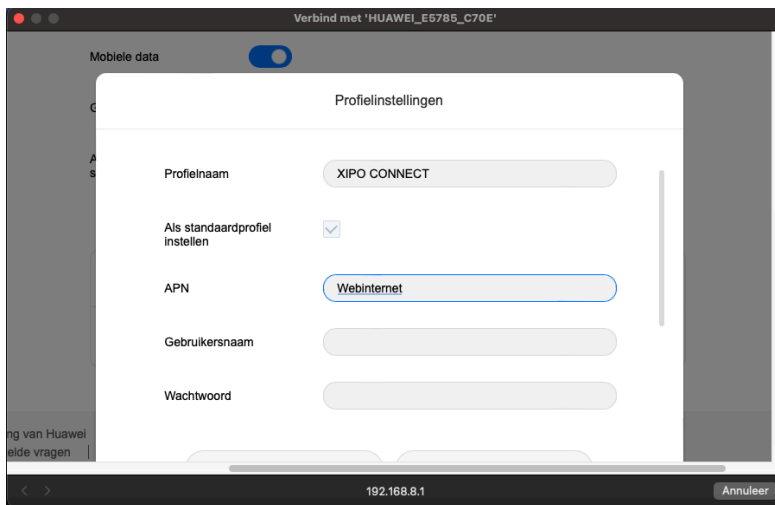 Verbind met 'HUAWEI_E5785_C70E'
Mobiele data
Profielinstellingen
Profielnaam
XIPO CONNECT
Als standaardprofiel
instellen
APN
Webinternet
Gebruikersnaam
Wachtwoord
ng van Huawei
elde vragen
192.168.8.1
Annuleer